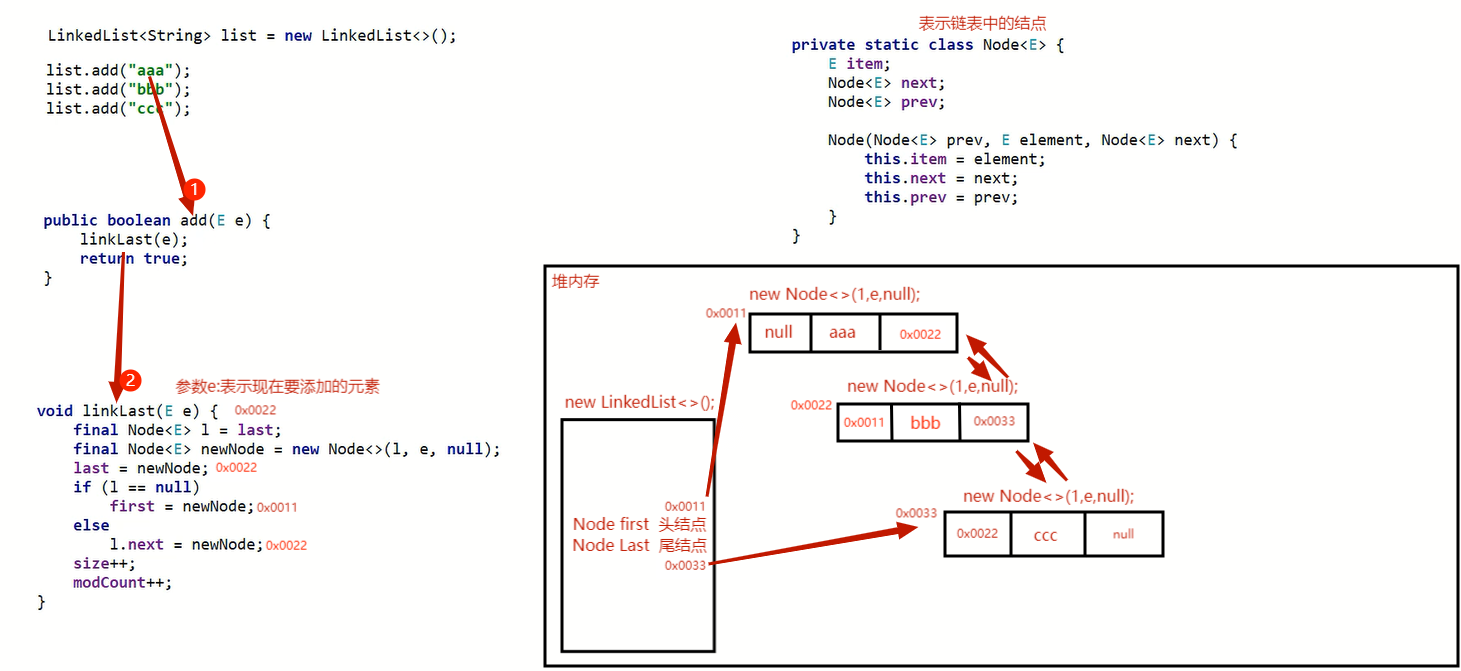 LinkedList<String> list = new LinkedList<>();
list.add("aaa");
list.add("bbb");
list.add("ccc");
1
public boolean add(E e) {
linkLast(e);
return true;
}
2
参数e:表示现在要添加的元素
void linkLast(E e) { 0x0022
final Node<E> l = last;
final Node<E> newNode = new Node<>(l, e, null);
last = newNode; 0x0022
if (l == null)
first = newNode; 0x0011
else
l.next = newNode; 0x0022
size++;
modCount++;
}
表示链表中的结点
private static class Node<E> {
E item;
Node<E> next;
Node<E> prev;
Node(Node<E> prev, E element, Node<E> next) {
this.item = element;
this.next = next;
this.prev = prev;
}
}
堆内存
new Node<>(1,e,null);
0x0011
null aaa 0x0022
new Node<>(1,e,null);
0x0022
0x0011 bbb 0x0033
new Node<>(1,e,null);
0x0033
0x0022 ccc null
new LinkedList<>();
0x0011
Node first 头结点
Node Last 尾结点
0x0033